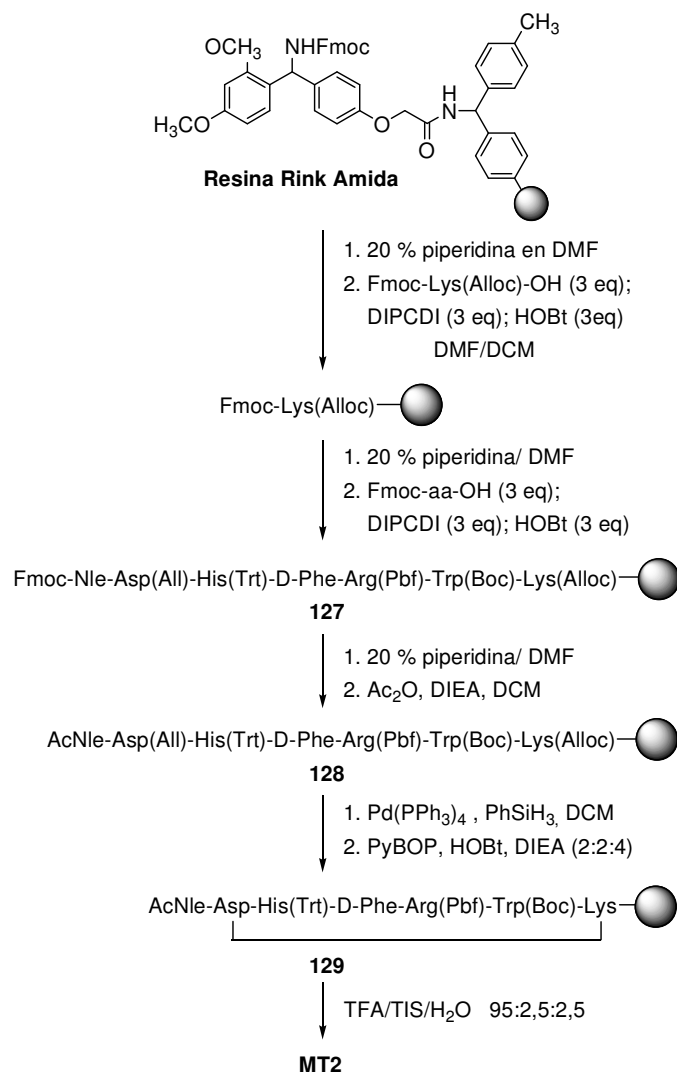 OCH₃ NHFmoc
CH₃
H₃CO
O
H
N
O
Resina Rink Amida
1. 20 % piperidina en DMF
2. Fmoc-Lys(Alloc)-OH (3 eq);
DIPCDI (3 eq); HOBt (3eq)
DMF/DCM
Fmoc-Lys(Alloc)
1. 20 % piperidina/ DMF
2. Fmoc-aa-OH (3 eq);
DIPCDI (3 eq); HOBt (3 eq)
Fmoc-Nle-Asp(All)-His(Trt)-D-Phe-Arg(Pbf)-Trp(Boc)-Lys(Alloc)
127
1. 20 % piperidina/ DMF
2. Ac₂O, DIEA, DCM
AcNle-Asp(All)-His(Trt)-D-Phe-Arg(Pbf)-Trp(Boc)-Lys(Alloc)
128
1. Pd(PPh₃)₄ , PhSiH₃, DCM
2. PyBOP, HOBt, DIEA (2:2:4)
AcNle-Asp-His(Trt)-D-Phe-Arg(Pbf)-Trp(Boc)-Lys
129
TFA/TIS/H₂O 95:2,5:2,5
MT2